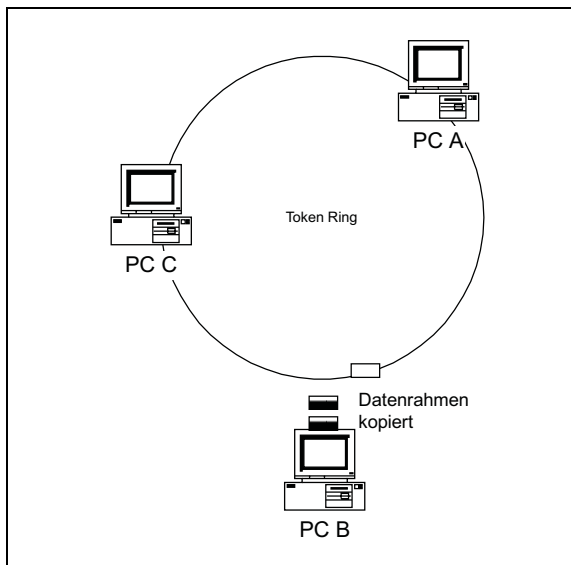 PC A
Token Ring
PC C
Datenrahmen
kopiert
PC B